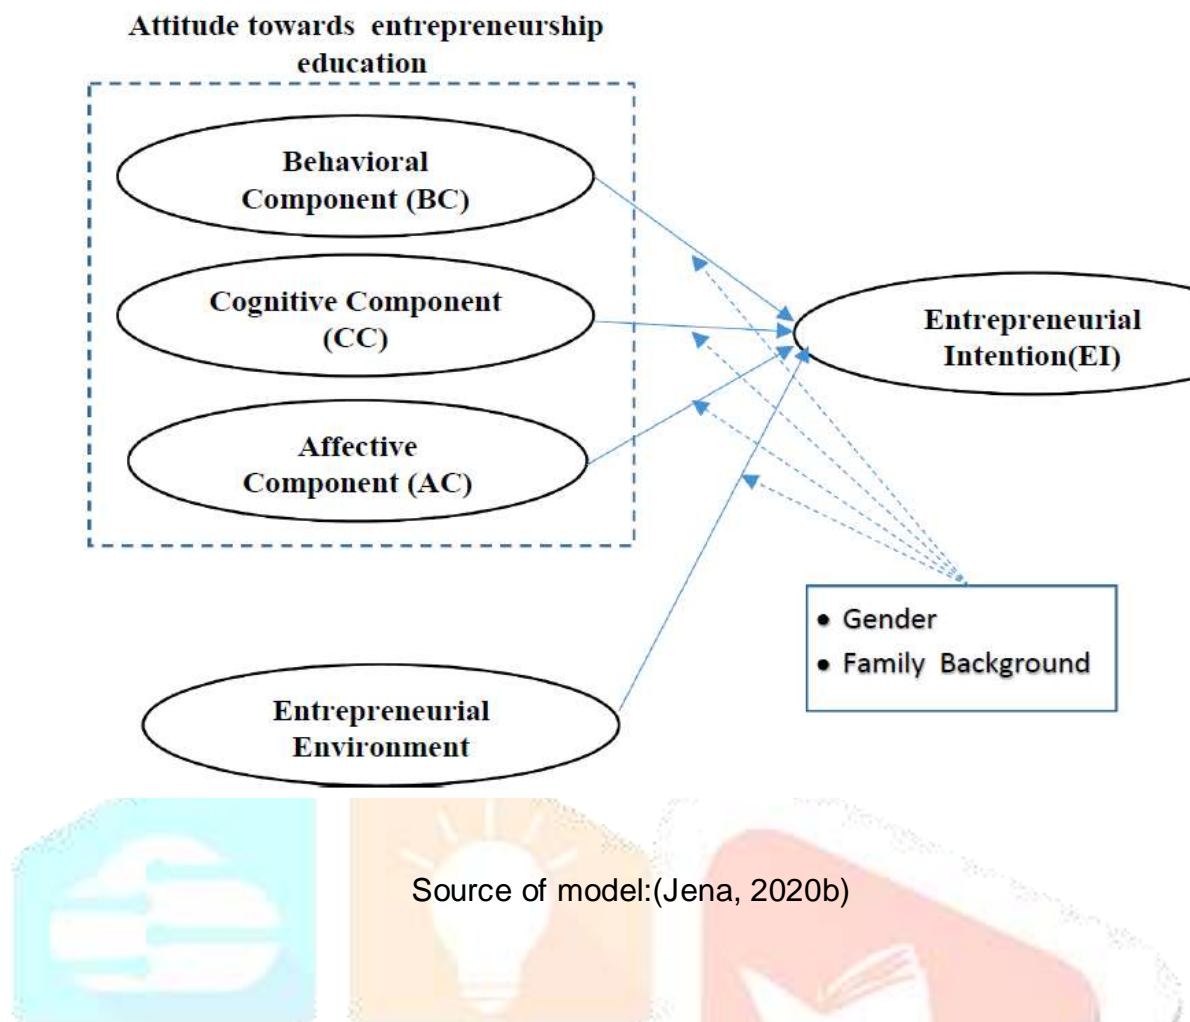 Attitude towards entrepreneurship
education
Behavioral
Component (BC)
Cognitive Component
(CC)
Affective
Component (AC)
Entrepreneurial
Intention(EI)
● Gender
● Family Background
Entrepreneurial
Environment
Source of model:(Jena, 2020b)